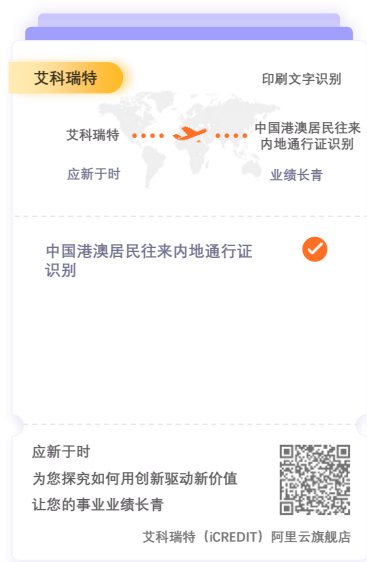 艾科瑞特
印刷文字识别
艾科瑞特
中国港澳居民往来
内地通行证识别
应新于时
业绩长青
中国港澳居民往来内地通行证
识别
应新于时
为您探究如何用创新驱动新价值
让您的事业业绩长青
艾科瑞特（iCREDIT）阿里云旗舰店